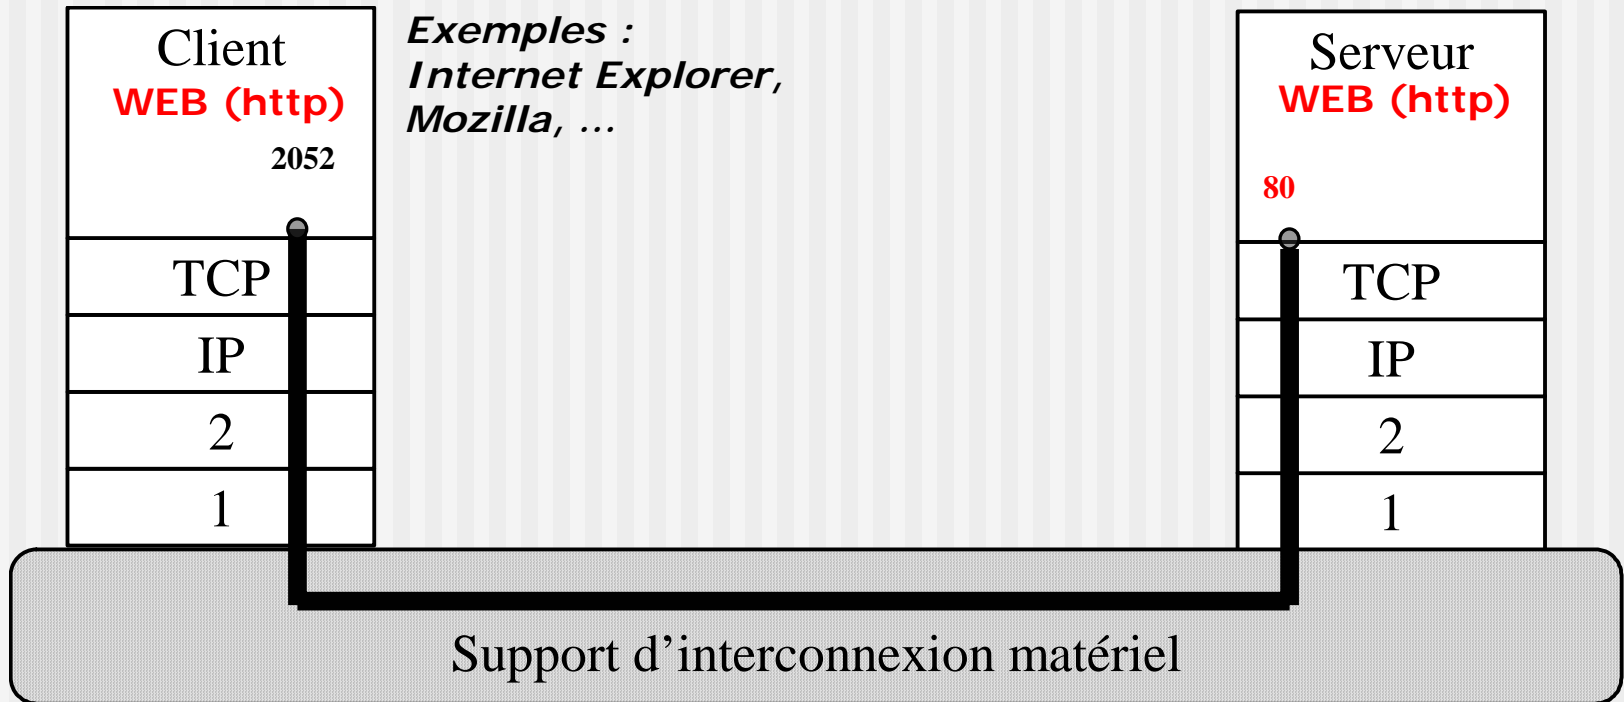 Client
WEB (http)
2052
TCP
IP
2
1
Exemples :
Internet Explorer,
Mozilla, ...
Serveur
WEB (http)
80
TCP
IP
2
1
Support d’interconnexion matériel